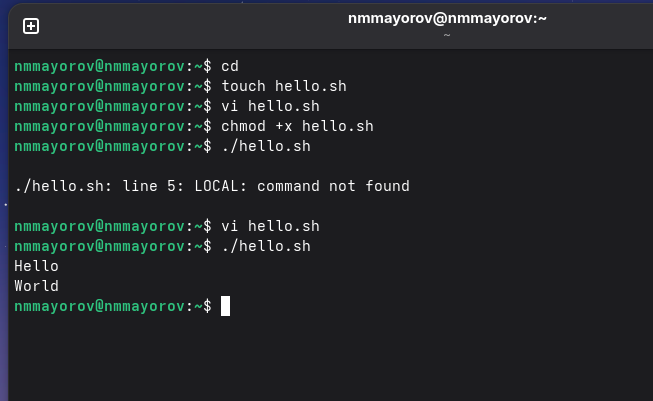 nmmayorov@nmmayorov:~
~
nmmayorov@nmmayorov:~$ cd
nmmayorov@nmmayorov:~$ touch hello.sh
nmmayorov@nmmayorov:~$ vi hello.sh
nmmayorov@nmmayorov:~$ chmod +x hello.sh
nmmayorov@nmmayorov:~$ ./hello.sh
./hello.sh: line 5: LOCAL: command not found
nmmayorov@nmmayorov:~$ vi hello.sh
nmmayorov@nmmayorov:~$ ./hello.sh
Hello
World
nmmayorov@nmmayorov:~$